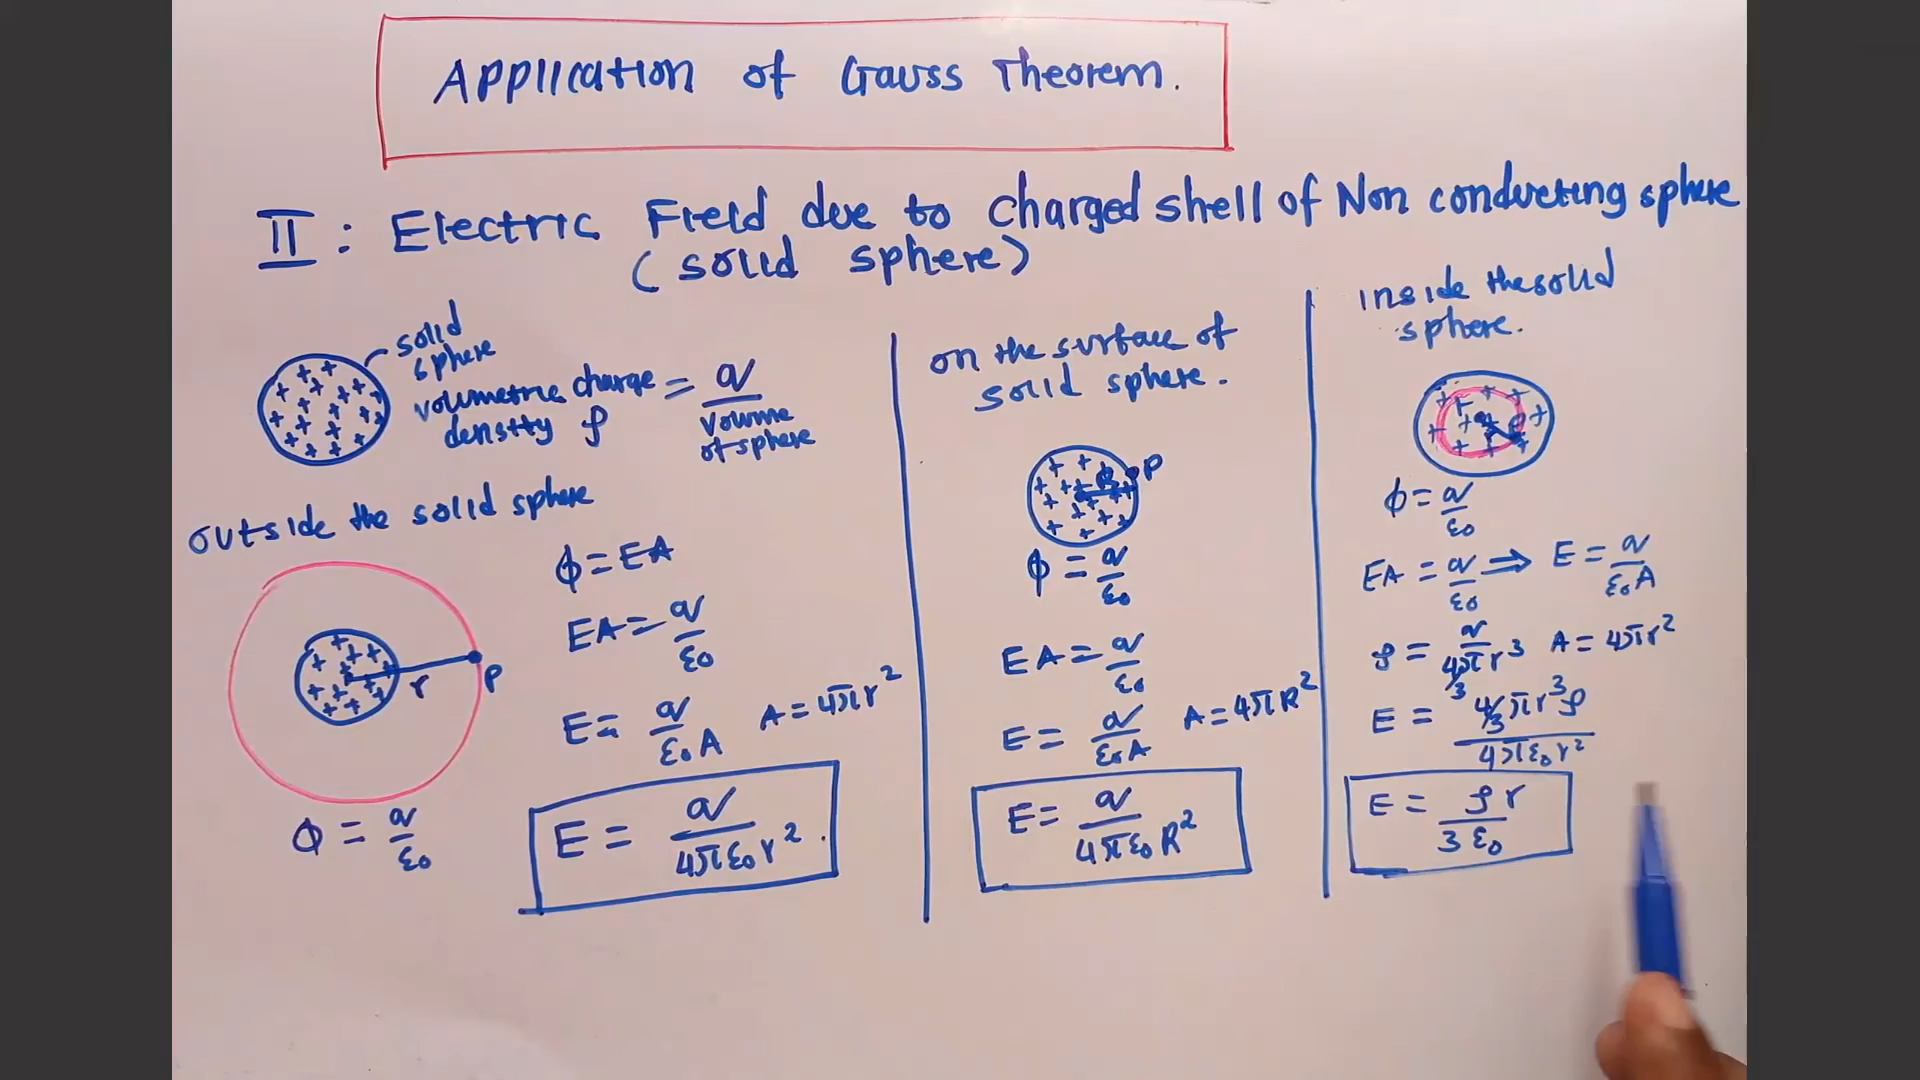 Application of Gauss Theorem.
II : Electric Field due to charged shell of Non conducting sphere
(solid sphere)
solid
sphere
volumetric charge
density ρ = q / volume of sphere
outside the solid sphere
r P
ϕ = q/ε₀
ϕ = EA
EA = q/ε₀
E = q/ε₀A A = 4πr²
E = q/4πε₀r².
on the surface of
solid sphere.
R P
ϕ = q/ε₀
EA = q/ε₀
E = q/ε₀A A = 4πR²
E = q/4πε₀R²
inside the solid
sphere.
ϕ = q/ε₀
EA = q/ε₀ ⇒ E = q/ε₀A
ρ = q/4/3πr³ A = 4πr²
E = 4/3πr³ρ/4πε₀r²
E = ρr/3ε₀